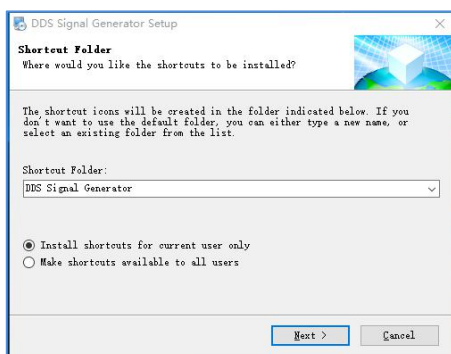 DDS Signal Generator Setup
Shortcut Folder
Where would you like the shortcuts to be installed?
The shortcut icons will be created in the folder indicated below. If you
don't want to use the default folder, you can either type a new name, or
select an existing folder from the list.
Shortcut Folder:
DDS Signal Generator
Install shortcuts for current user only
Make shortcuts available to all users
Next >
Cancel